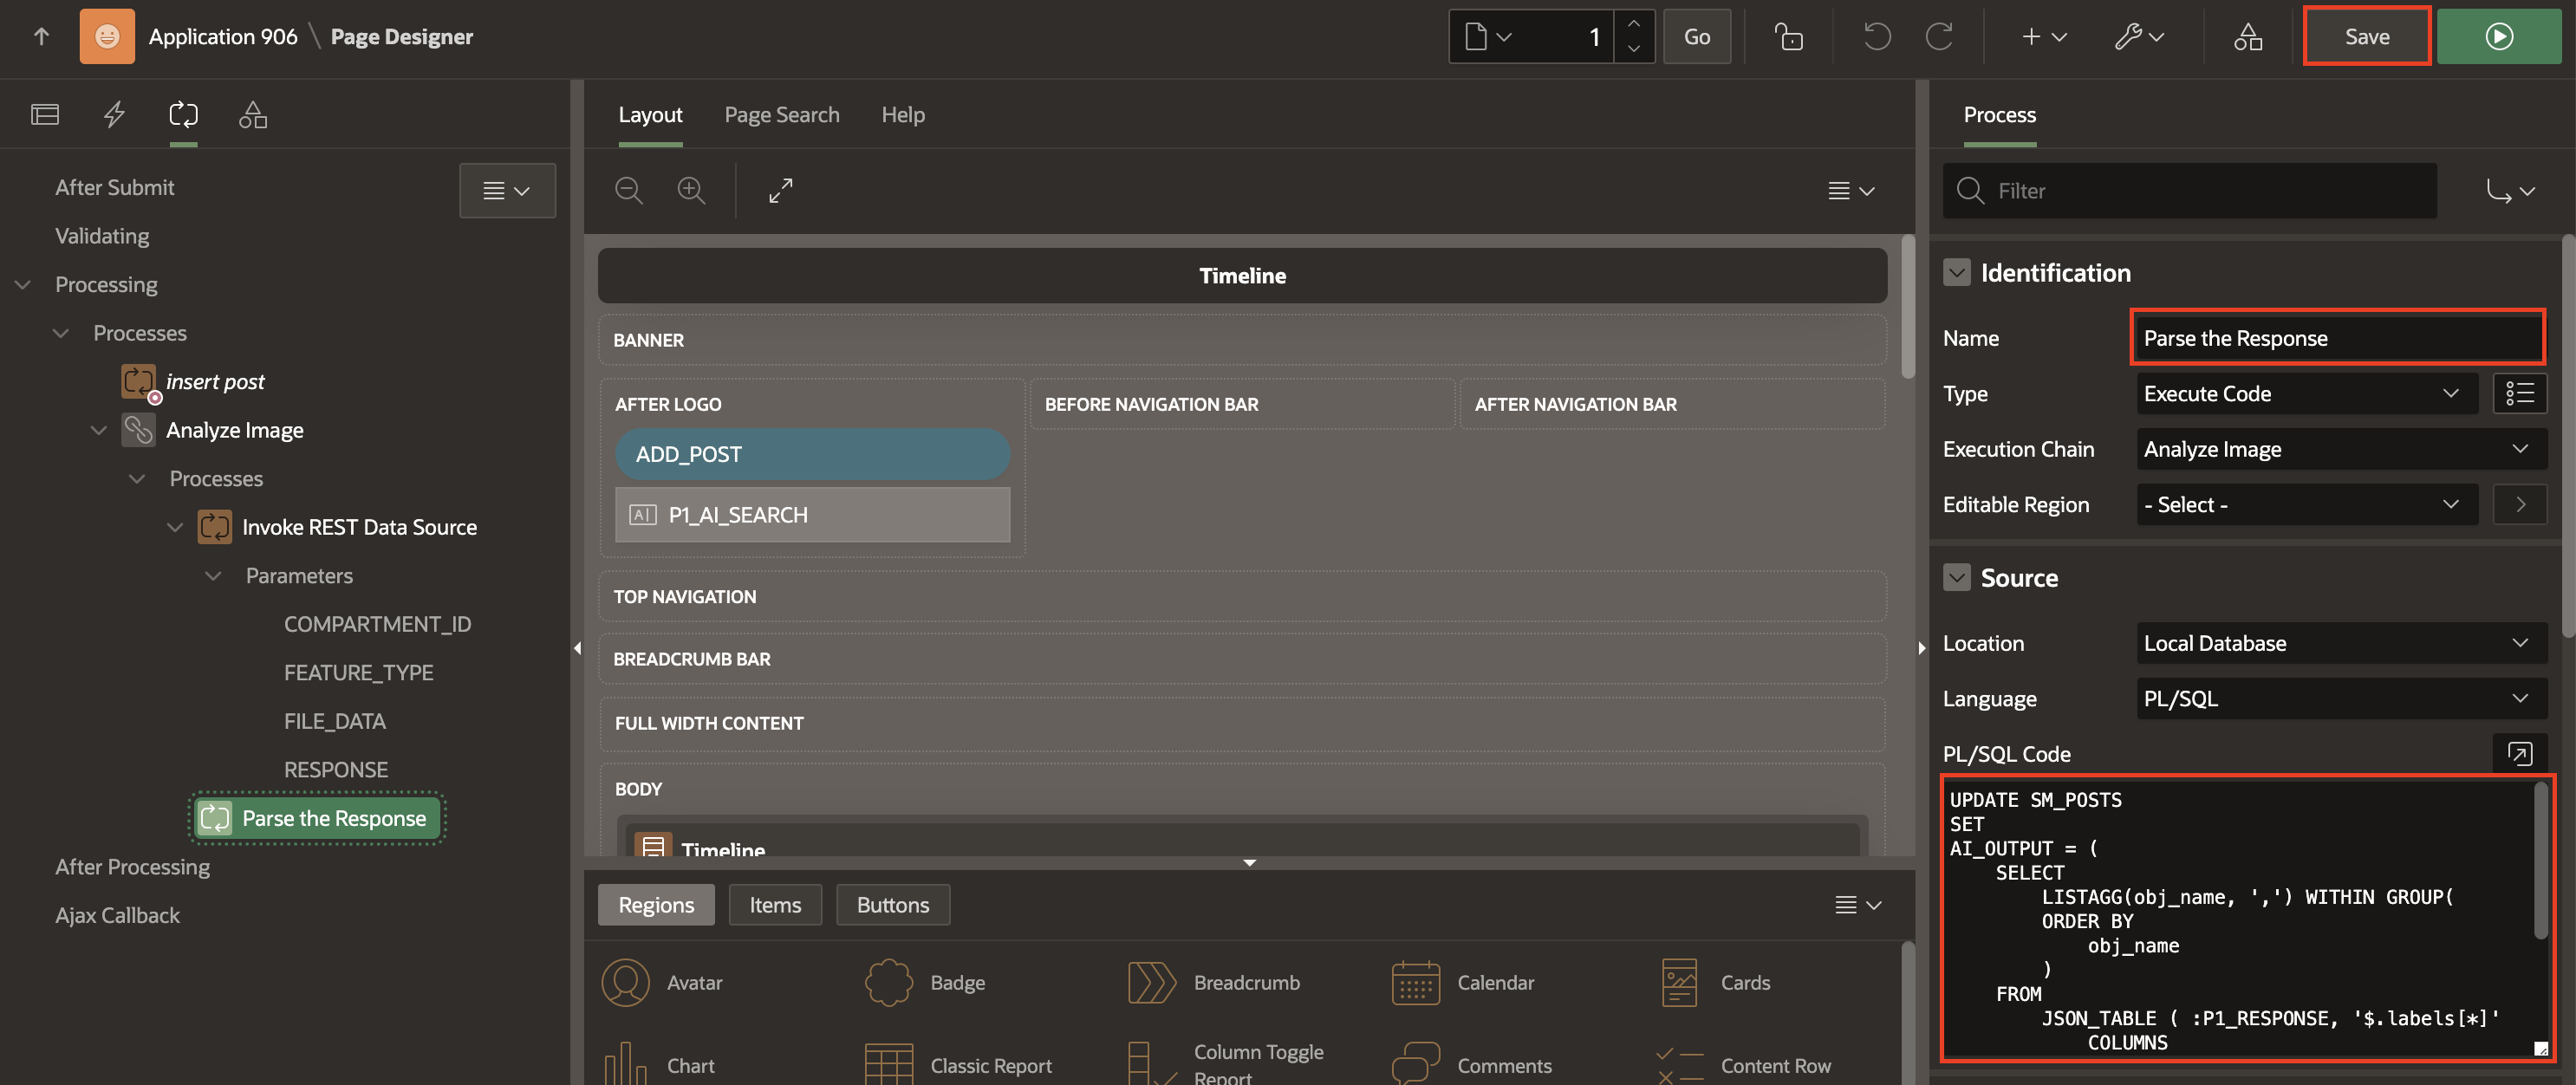 Application 906 \ Page Designer
1
Go
Save
After Submit
Validating
Processing
Processes
insert post
Analyze Image
Processes
Invoke REST Data Source
Parameters
COMPARTMENT_ID
FEATURE_TYPE
FILE_DATA
RESPONSE
Parse the Response
After Processing
Ajax Callback
Layout
Page Search
Help
Timeline
BANNER
AFTER LOGO
BEFORE NAVIGATION BAR
AFTER NAVIGATION BAR
ADD_POST
P1_AI_SEARCH
TOP NAVIGATION
BREADCRUMB BAR
FULL WIDTH CONTENT
BODY
Timeline
Regions
Items
Buttons
Avatar
Badge
Breadcrumb
Calendar
Cards
Chart
Classic Report
Column Toggle
Report
Comments
Content Row
Process
Filter
Identification
Name
Parse the Response
Type
Execute Code
Execution Chain
Analyze Image
Editable Region
- Select -
Source
Location
Local Database
Language
PL/SQL
PL/SQL Code
UPDATE SM_POSTS
SET
AI_OUTPUT = (
SELECT
LISTAGG(obj_name, ',') WITHIN GROUP(
ORDER BY
obj_name
)
FROM
JSON_TABLE ( :P1_RESPONSE, '$.labels[*]'
COLUMNS